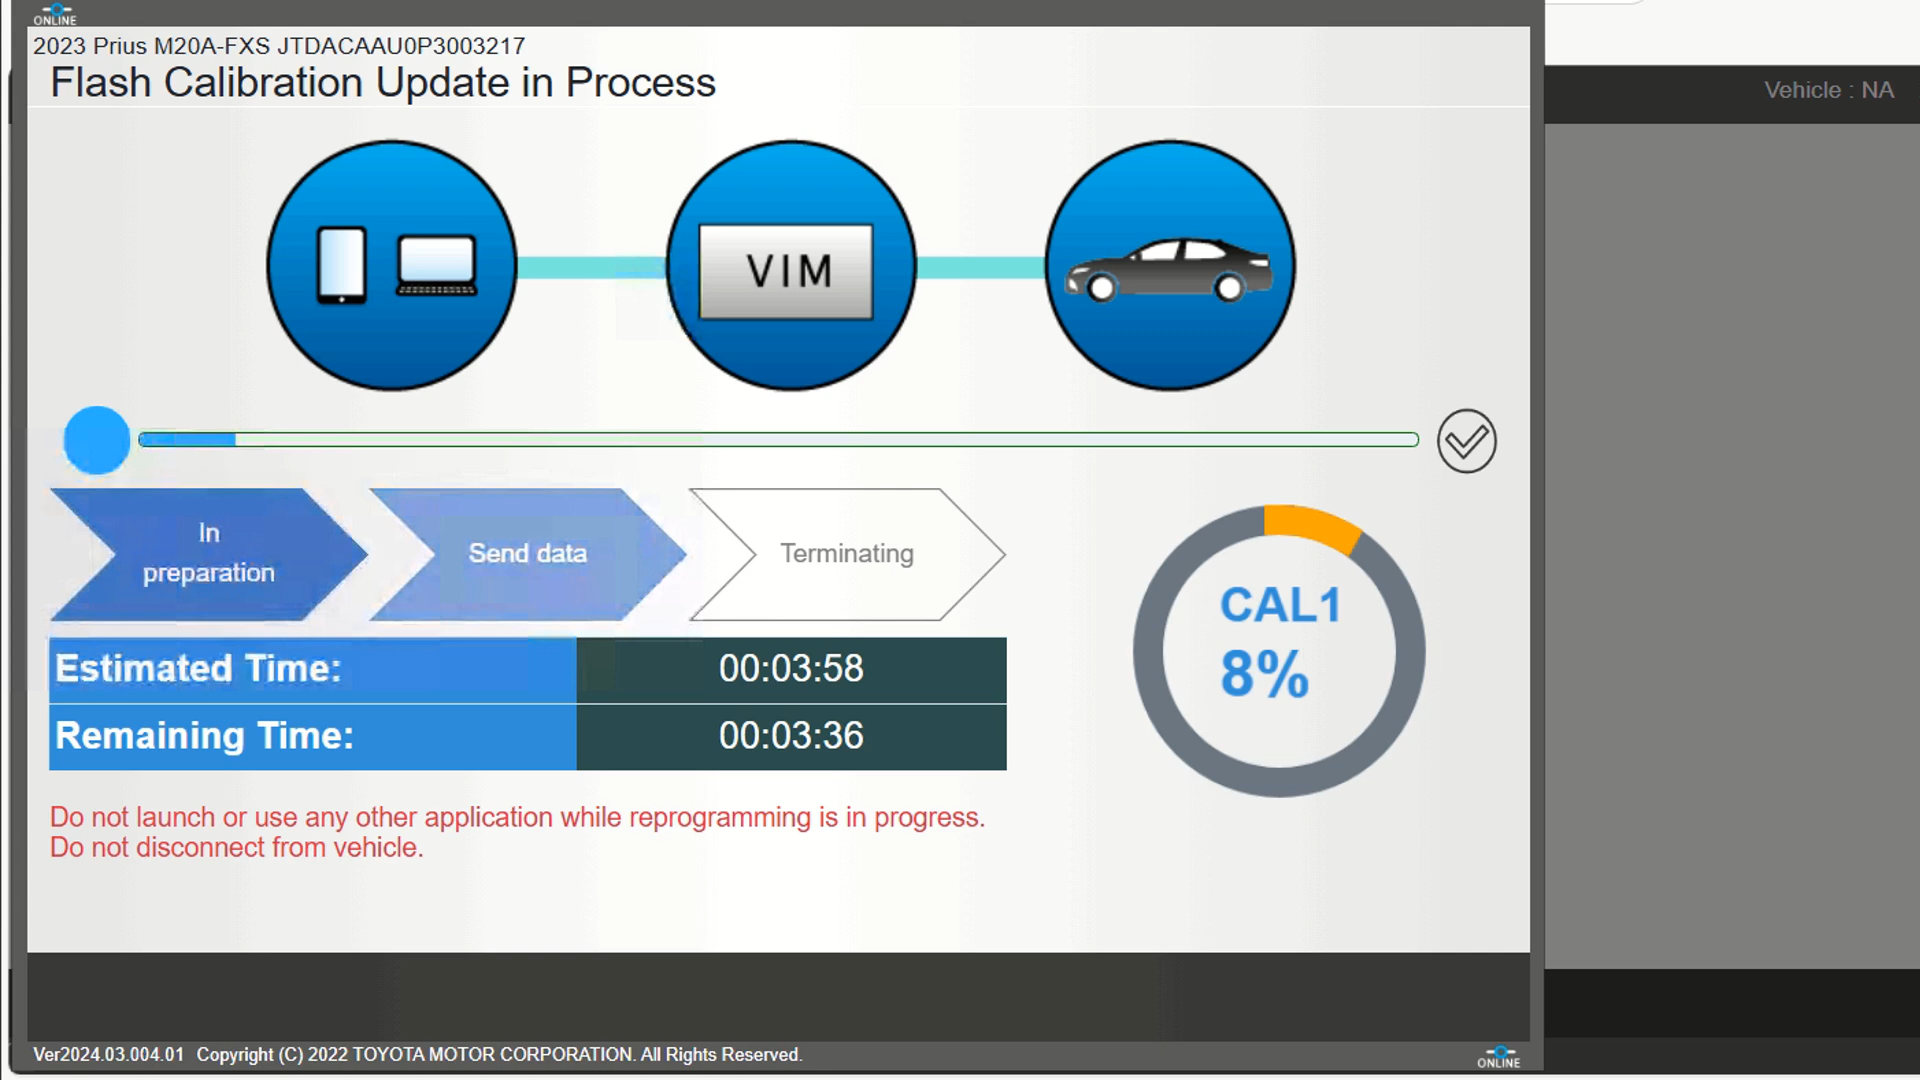 ONLINE
2023 Prius M20A-FXS JTDACAAU0P3003217
Flash Calibration Update in Process
Vehicle : NA
VIM
In
preparation
Send data
Terminating
CAL1
8%
Estimated Time:
00:03:58
Remaining Time:
00:03:36
Do not launch or use any other application while reprogramming is in progress.
Do not disconnect from vehicle.
Ver2024.03.004.01 Copyright (C) 2022 TOYOTA MOTOR CORPORATION. All Rights Reserved.
ONLINE